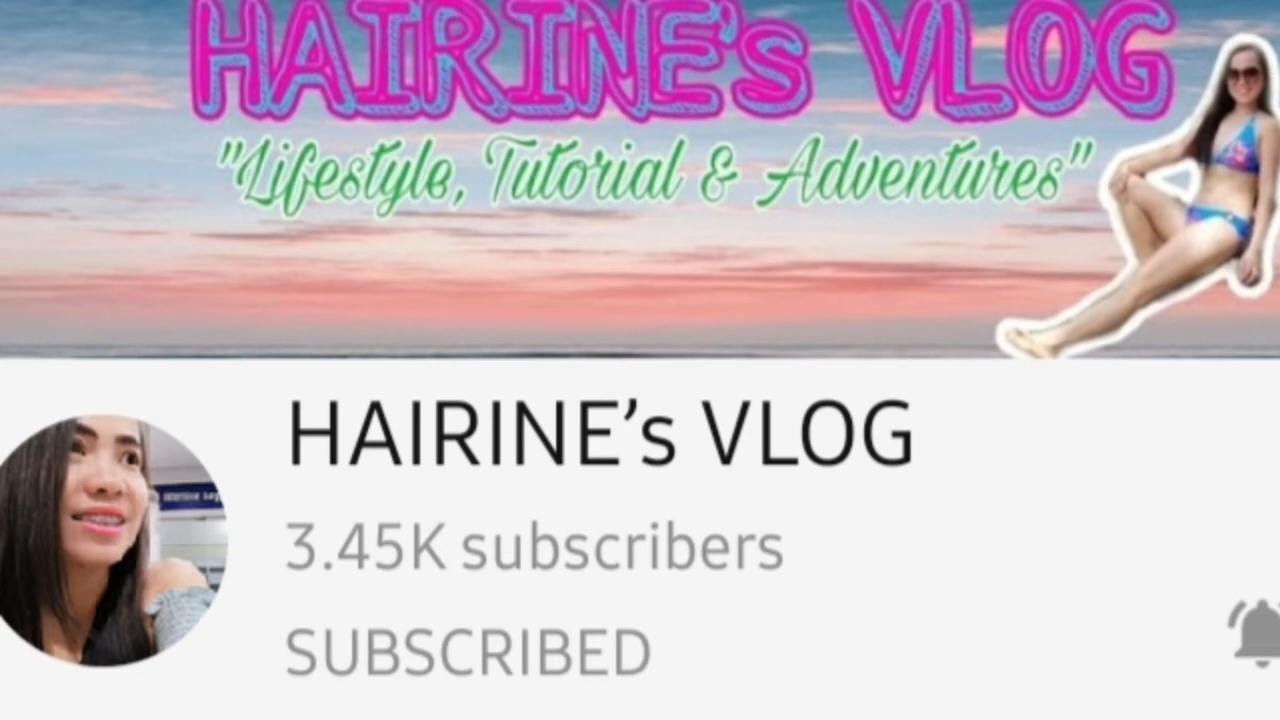 HAIRINE's VLOG
"Lifestyle, Tutorial & Adventures"
HAIRINE’s VLOG
3.45K subscribers
SUBSCRIBED